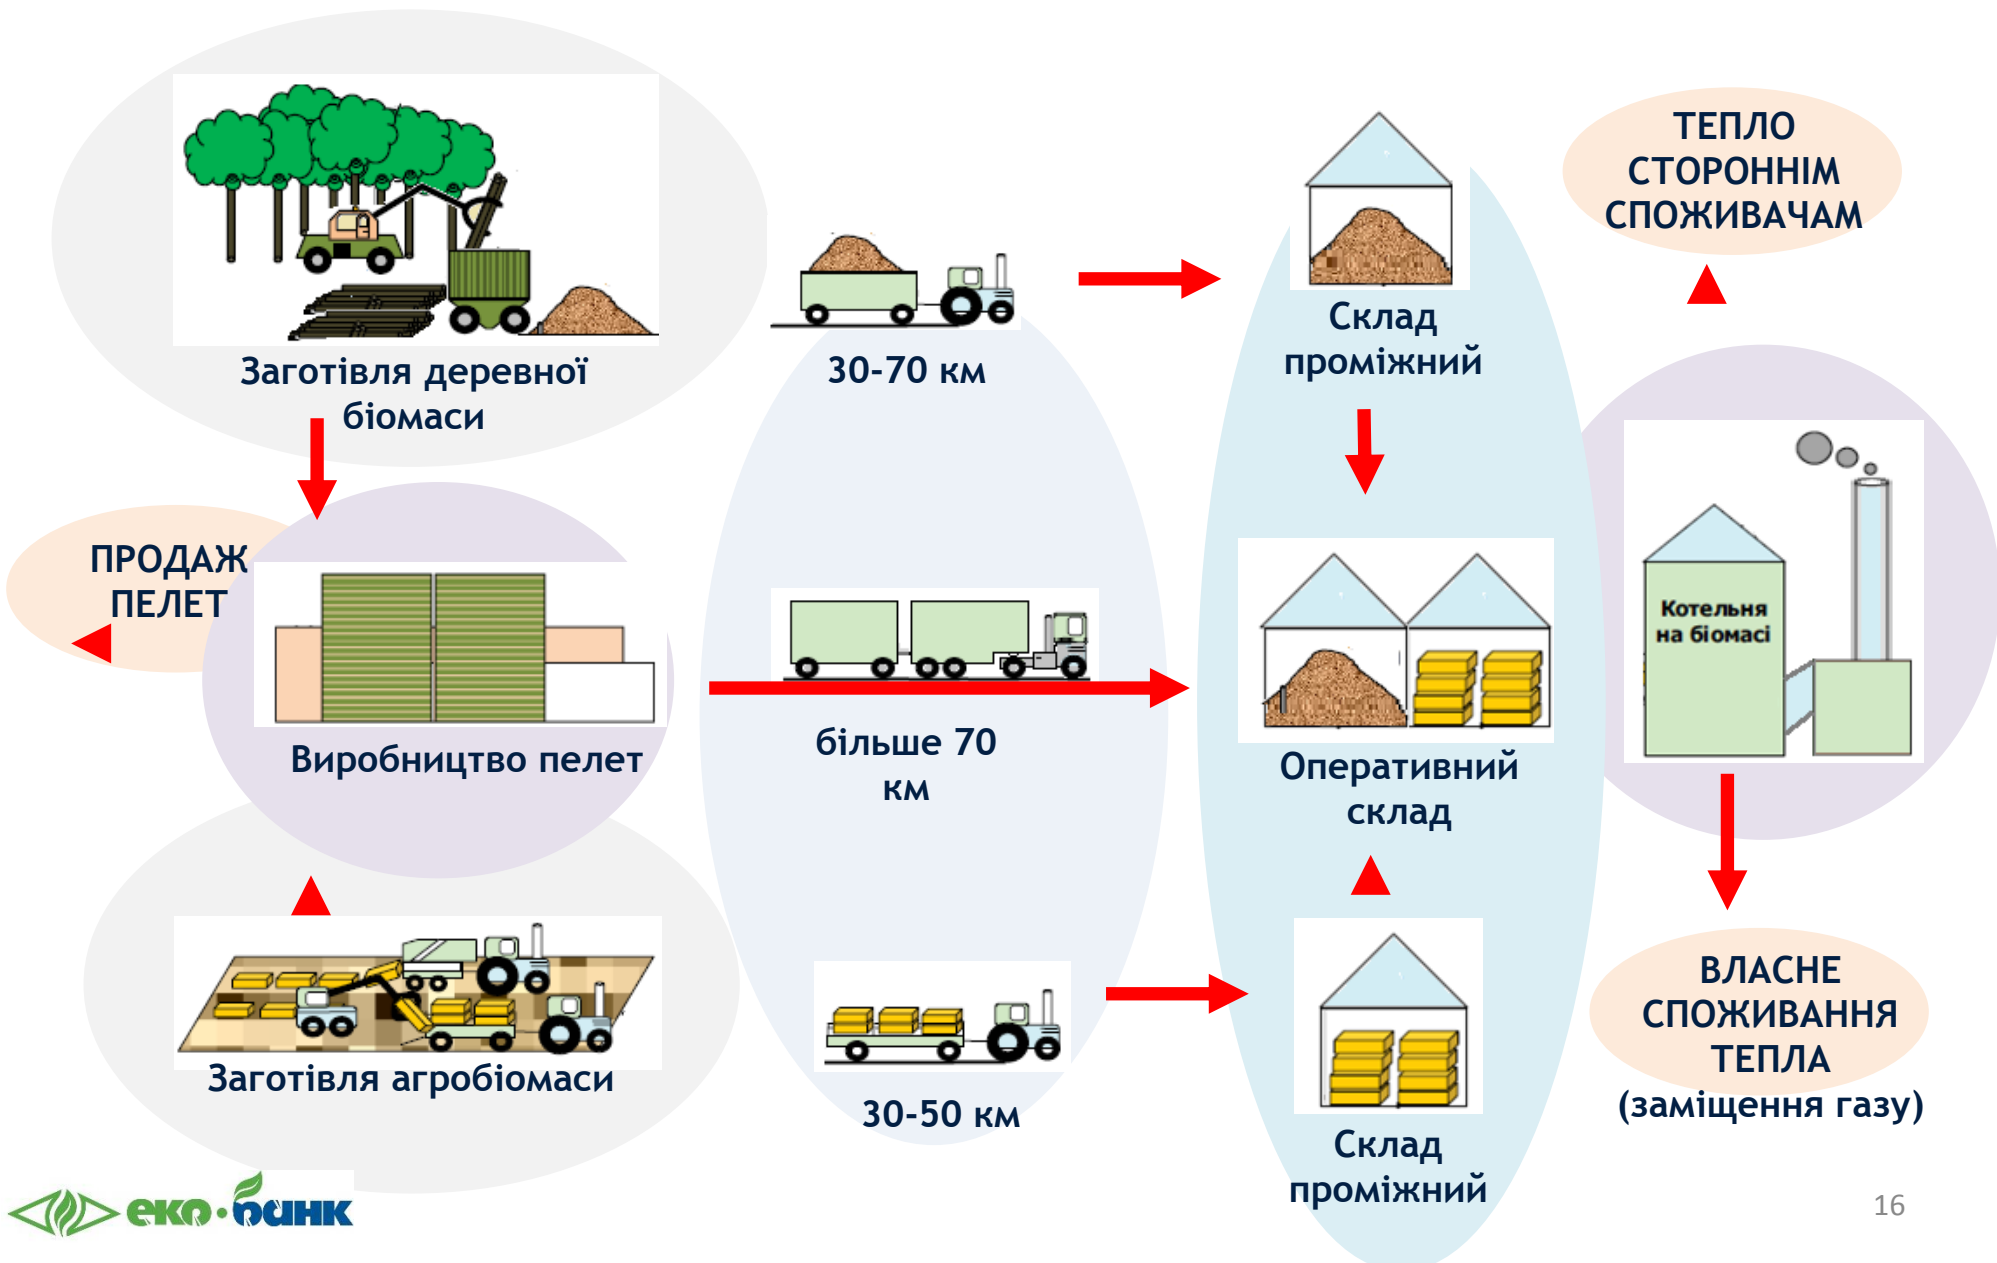 Заготівля деревної
біомаси
ПРОДАЖ
ПЕЛЕТ
Виробництво пелет
Заготівля агробіомаси
30-70 км
більше 70
км
30-50 км
Склад
проміжний
Оперативний
склад
Склад
проміжний
ТЕПЛО
СТОРОННІМ
СПОЖИВАЧАМ
Котельня
на біомасі
ВЛАСНЕ
СПОЖИВАННЯ
ТЕПЛА
(заміщення газу)
еко·банк
16